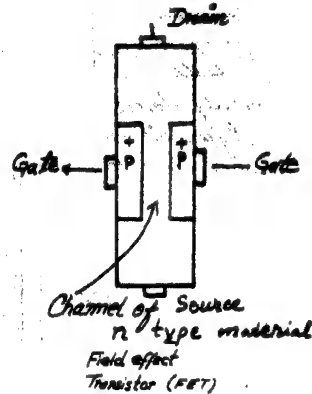 Drain
+ +
P P
Gate Gate
Channel of Source
n type material
Field effect
Transistor (FET)